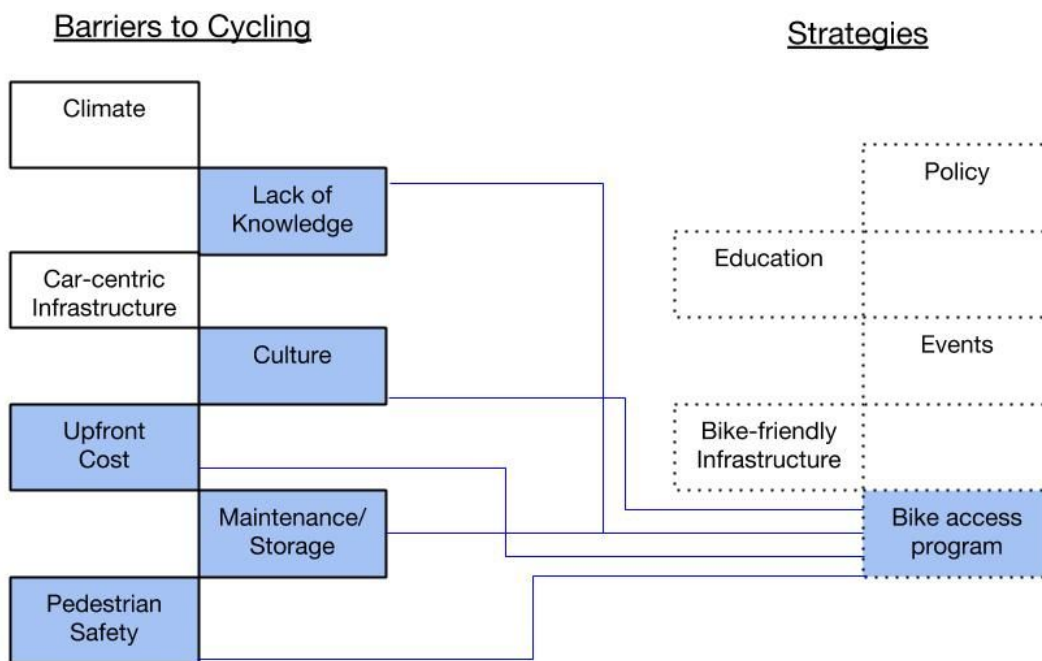 Barriers to Cycling
Climate
Lack of
Knowledge
Car-centric
Infrastructure
Culture
Upfront
Cost
Maintenance/
Storage
Pedestrian
Safety
Strategies
Policy
Education
Events
Bike-friendly
Infrastructure
Bike access
program